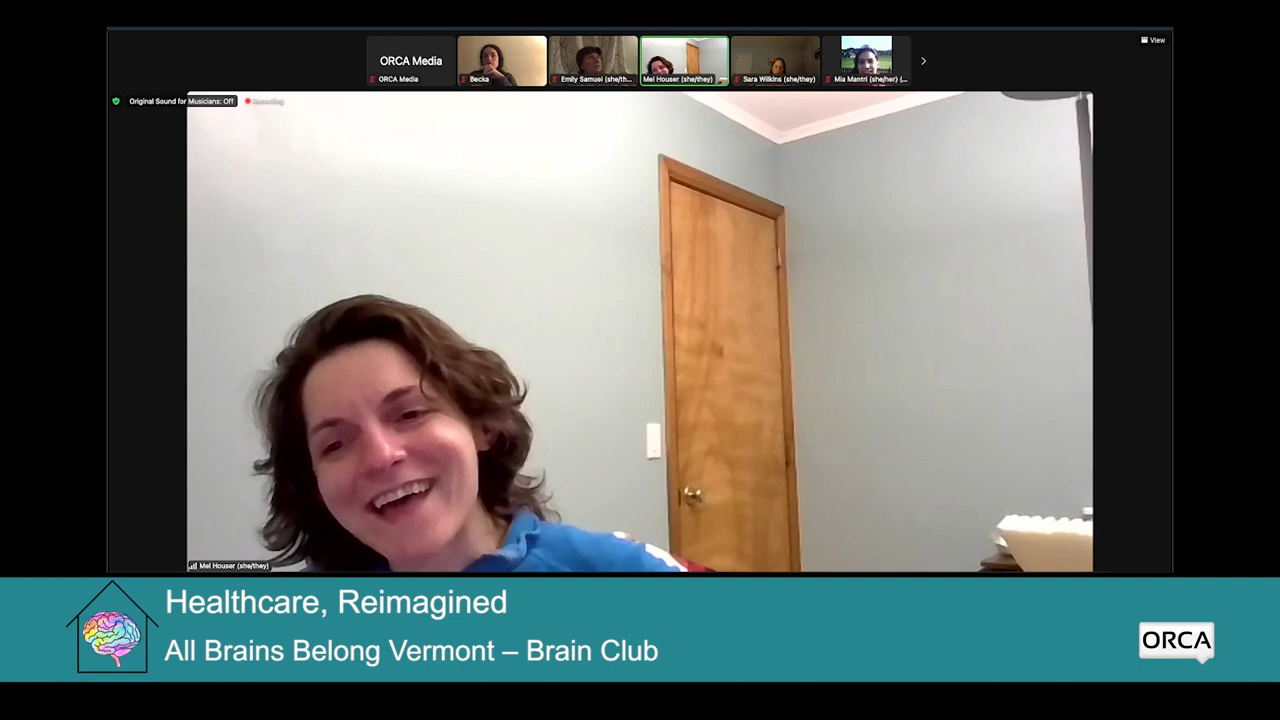 View
ORCA Media
ORCA Media
Becka
Emily Samuel (she/th...
Mel Houser (she/they)
Sara Wilkins (she/they)
Mia Mantri (she/her) (...
Original Sound for Musicians: Off
Recording
Mel Houser (she/they)
Healthcare, Reimagined
All Brains Belong Vermont – Brain Club
ORCA